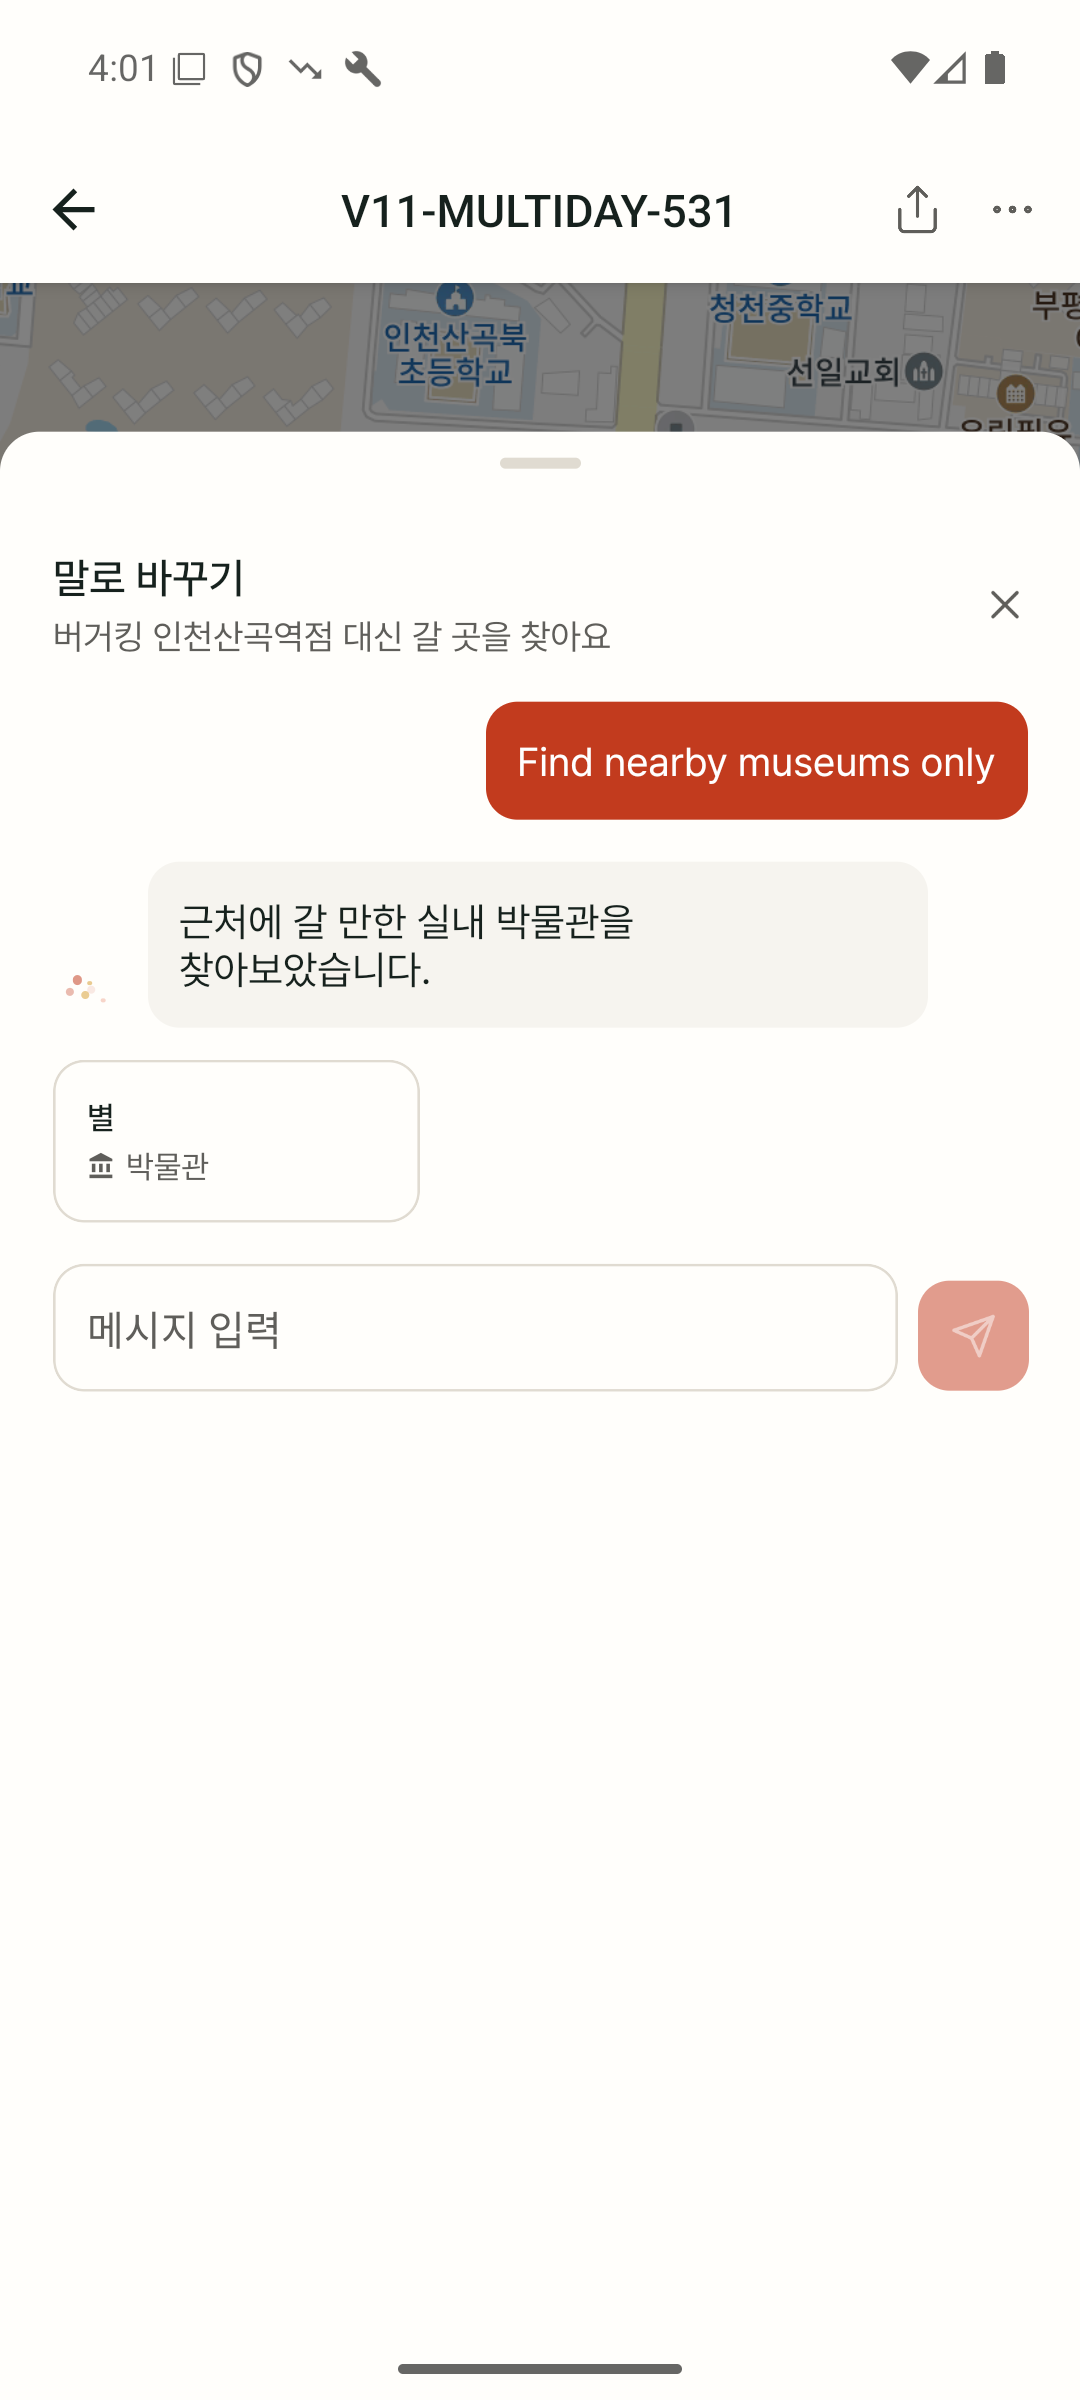 4:01
V11-MULTIDAY-531
교
인천산곡북
초등학교
청천중학교
선일교회
부평
말로 바꾸기
버거킹 인천산곡역점 대신 갈 곳을 찾아요
Find nearby museums only
근처에 갈 만한 실내 박물관을
찾아보았습니다.
별
박물관
메시지 입력